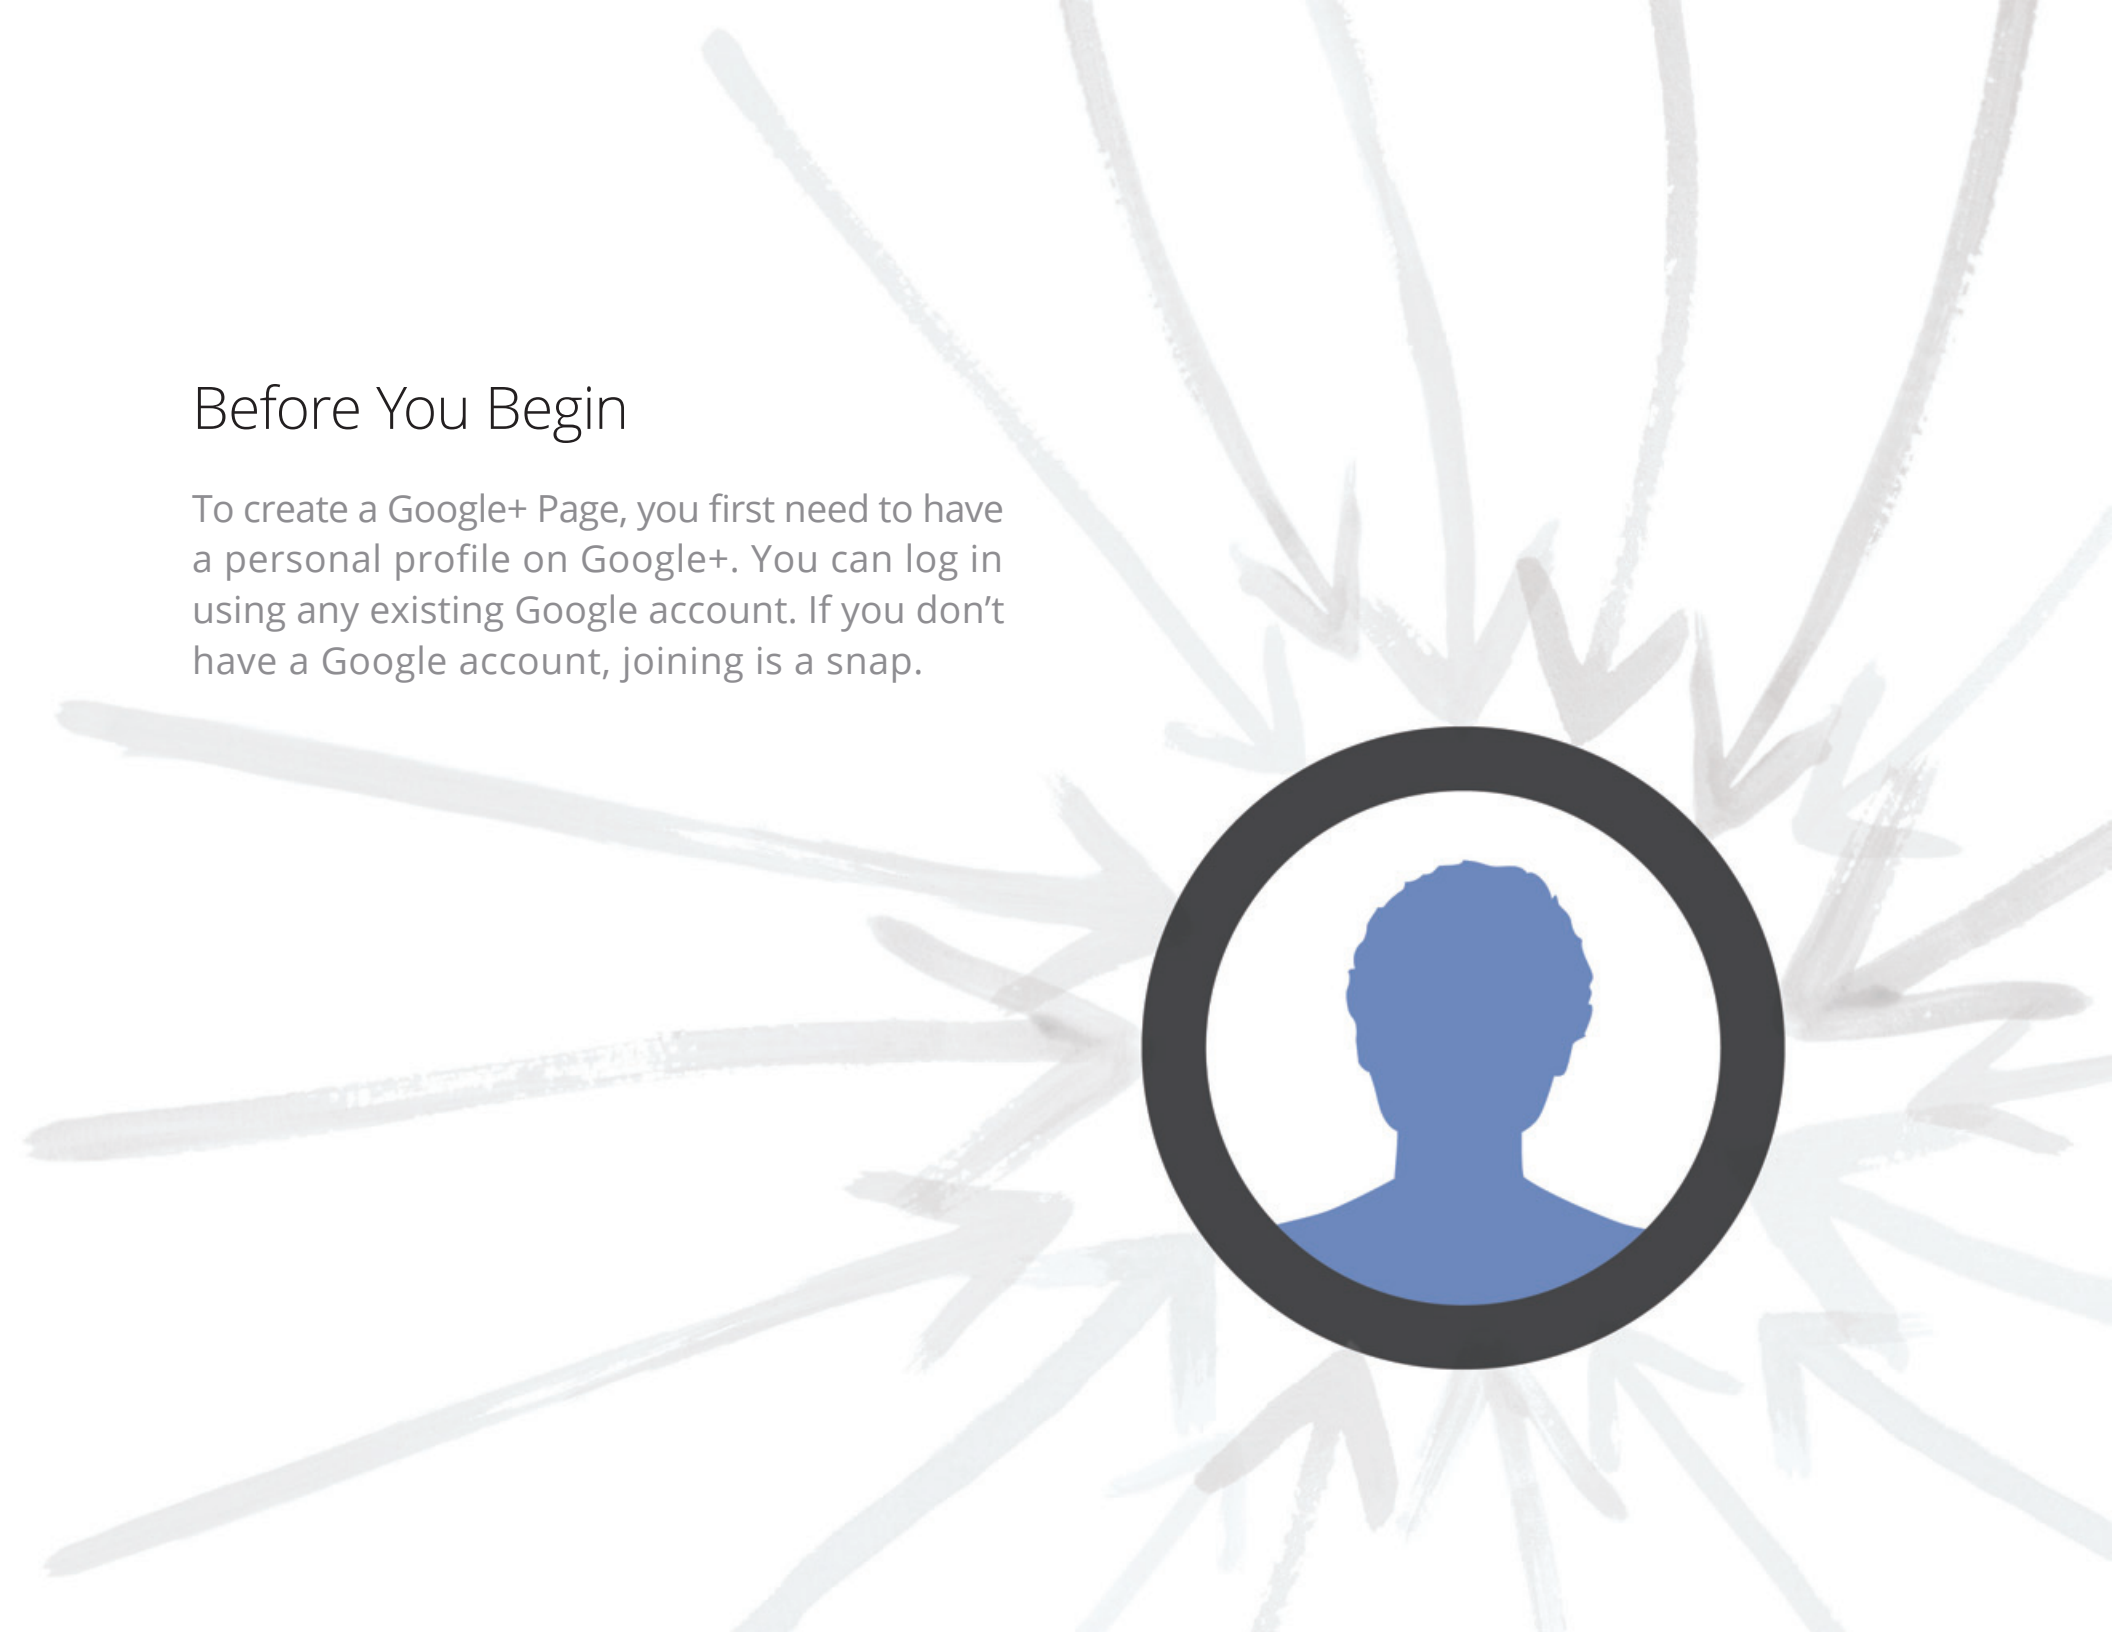 Before You Begin
To create a Google+ Page, you first need to have
a personal profile on Google+. You can log in
using any existing Google account. If you don’t
have a Google account, joining is a snap.